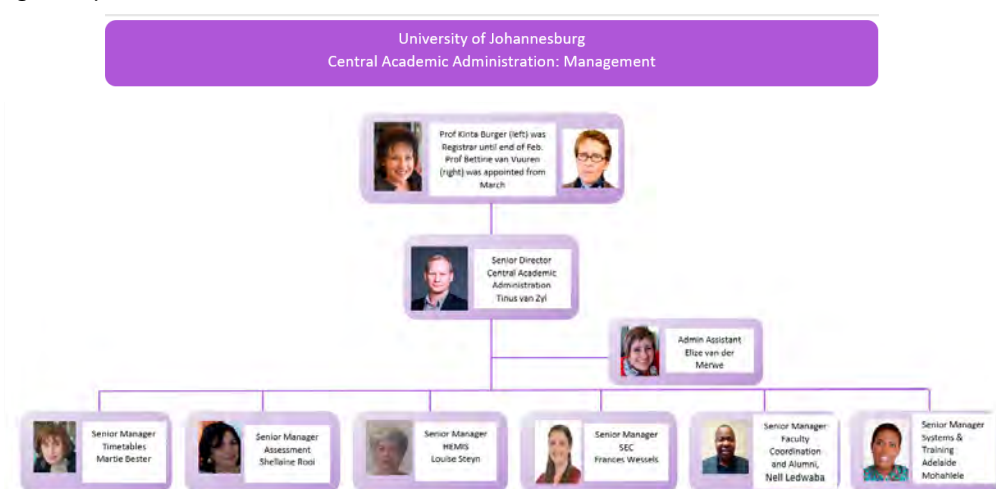 University of Johannesburg
Central Academic Administration: Management
Prof Kinta Burger (left) was
Registrar until end of Feb.
Prof Bettine van Vuuren
(right) was appointed from
March
Senior Director
Central Academic
Administration
Tinus van Zyl
Admin Assistant
Elize van der
Merwe
Senior Manager
Timetables
Martie Bester
Senior Manager
Assessment
Shellaine Rooi
Senior Manager
HEMIS
Louise Steyn
Senior Manager
SEC
Frances Wessels
Senior Manager
Faculty
Coordination
and Alumni,
Nell Ledwaba
Senior Manager
Systems &
Training
Adelaide
Mohahlele